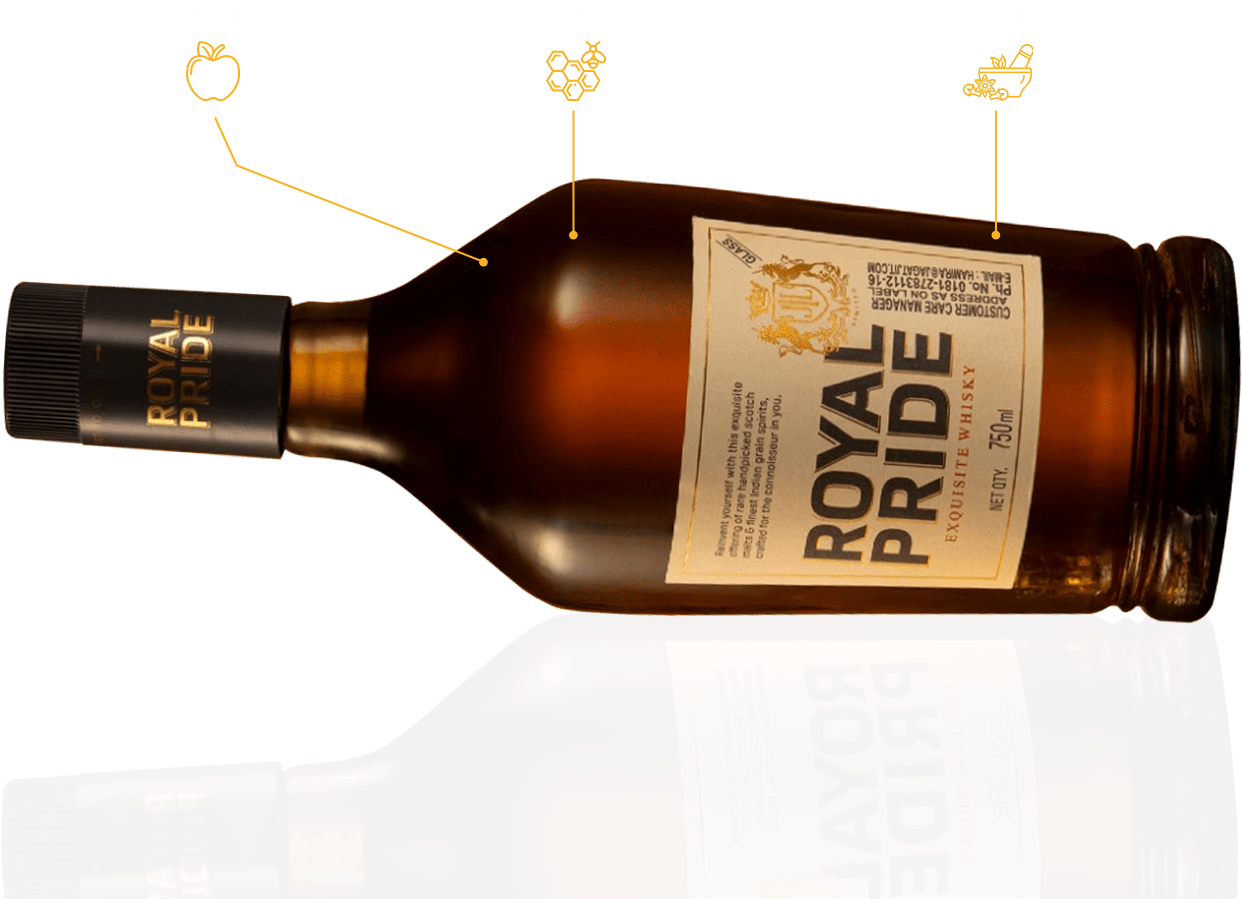 ROYAL
PRIDE
Reinvent yourself with this exquisite
offering of rare handpicked scotch
malts & finest Indian grain spirits,
crafted for the connoisseur in you.
GLASS
JIL
ROYAL
PRIDE
EXQUISITE WHISKY
NET QTY. 750ml
CUSTOMER CARE MANAGER
ADDRESS AS ON LABEL
Ph. No. 0181-2783112-16
E-MAIL : HAMIRA@JAGATJIT.COM